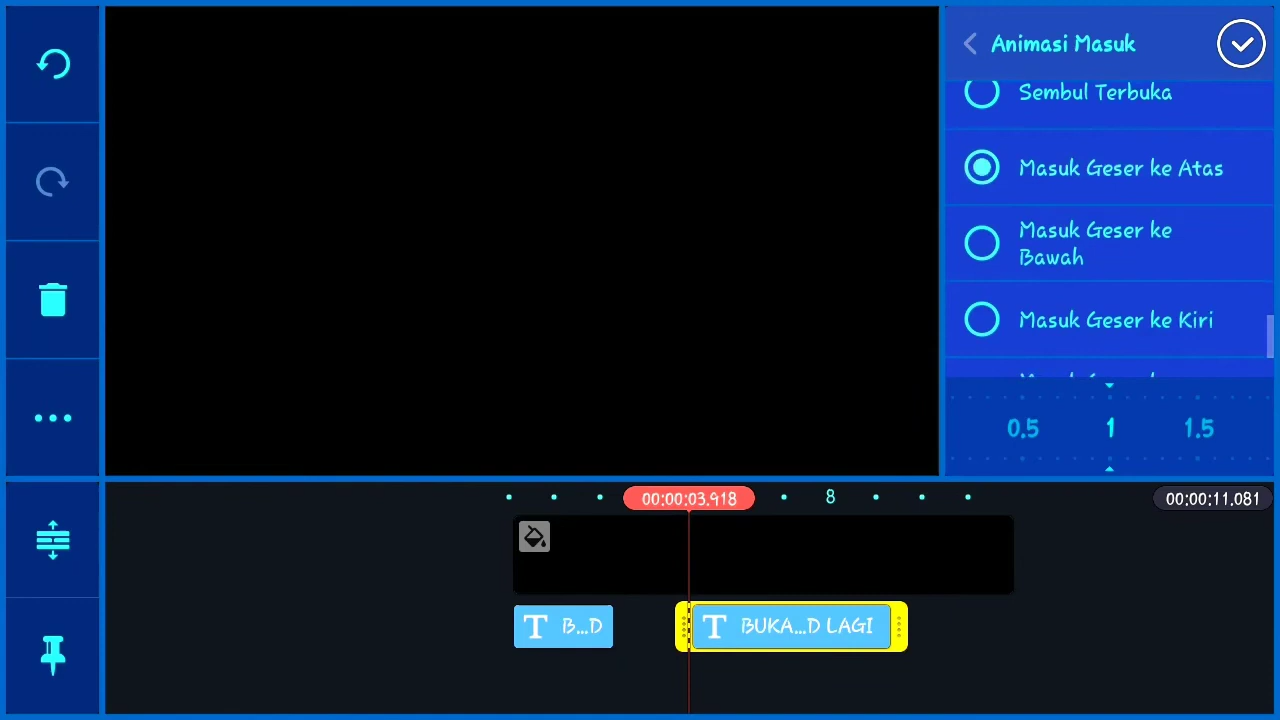 Animasi Masuk
Sembul Terbuka
Masuk Geser ke Atas
Masuk Geser ke
Bawah
Masuk Geser ke Kiri
0.5
1
1.5
00:00:03.918
8
00:00:11.081
T B...D
T BUKA...D LAGI